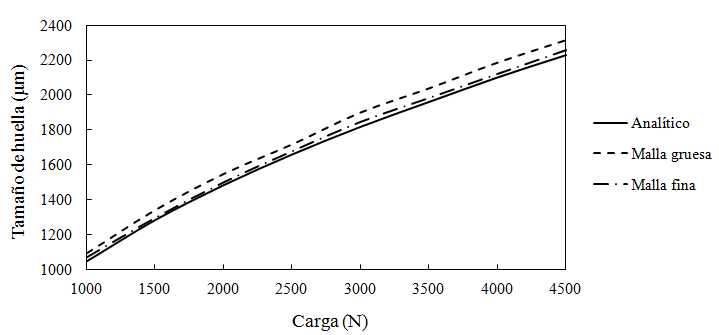 2400
2200
2000
1800
1600
1400
1200
1000
Tamaño de huella (µm)
1000 1500 2000 2500 3000 3500 4000 4500
Carga (N)
Analítico
Malla gruesa
Malla fina